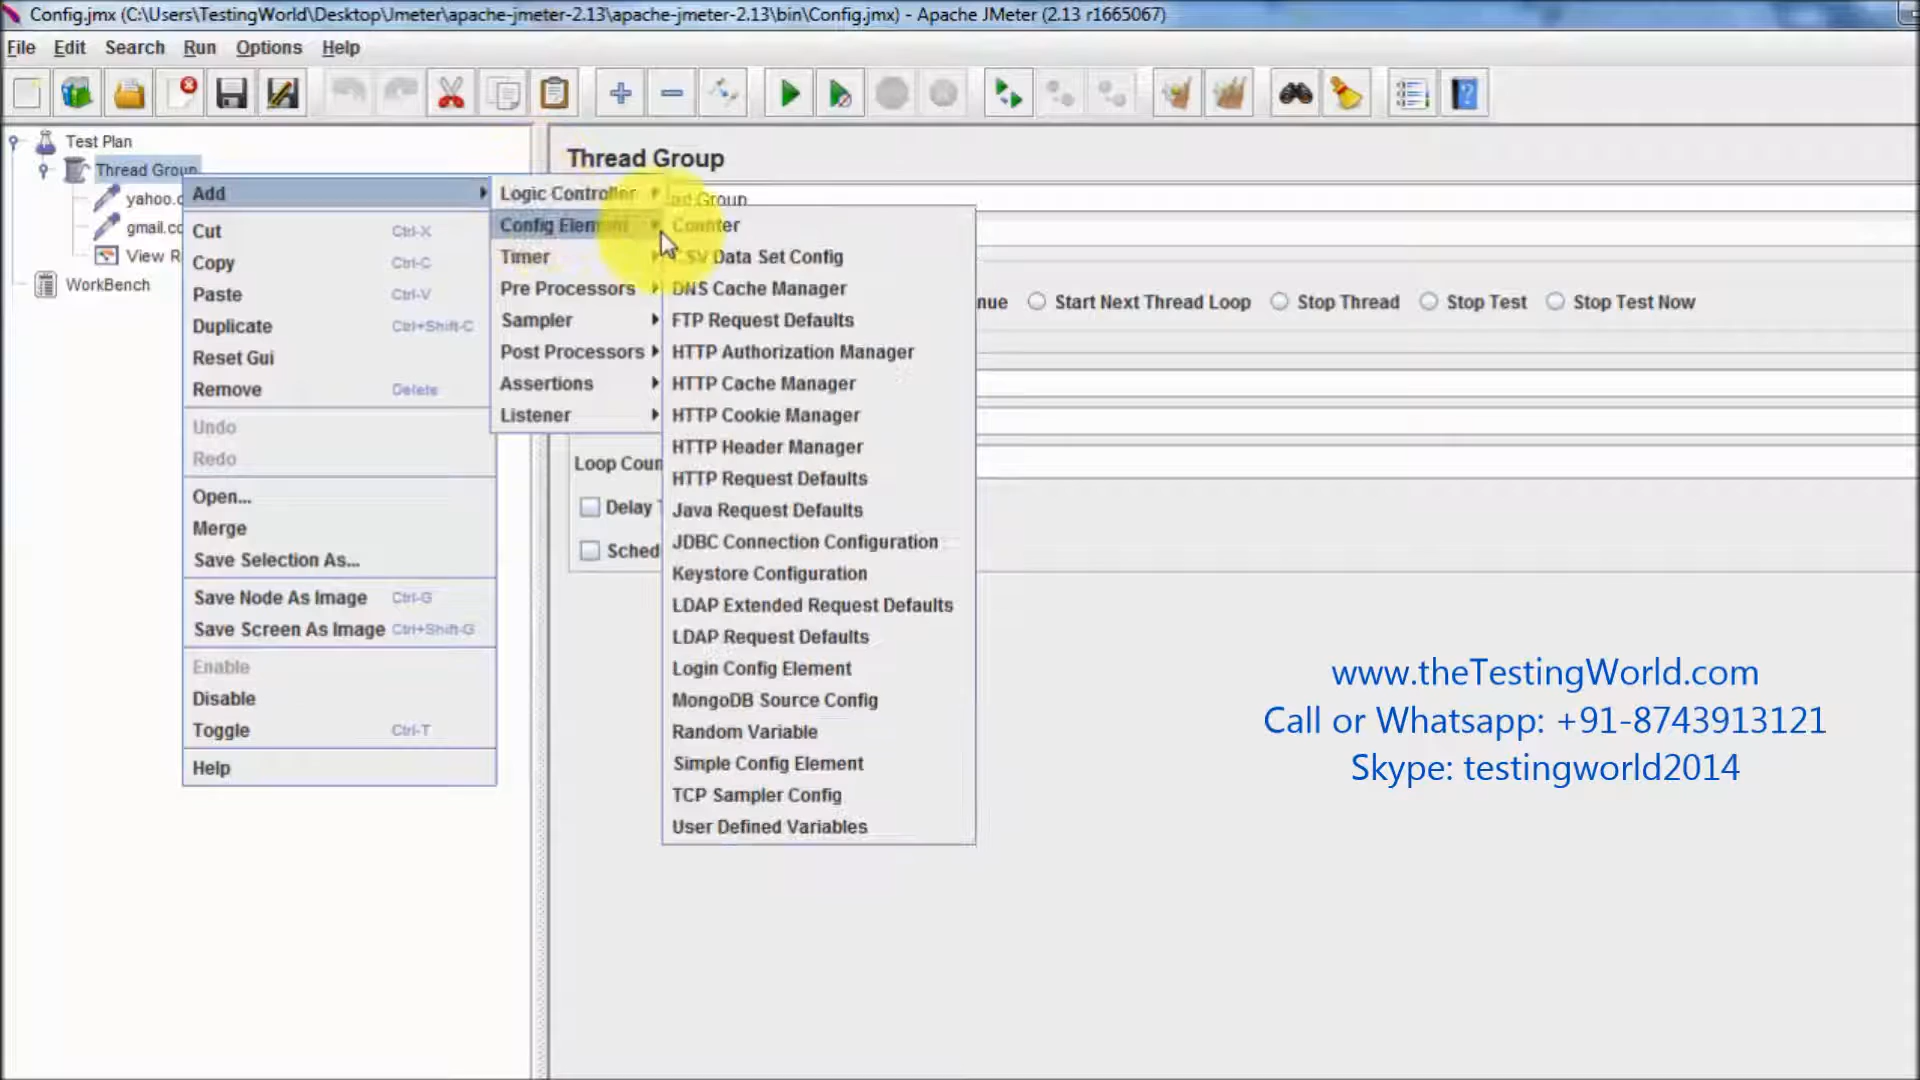 Config.jmx (C:\Users\TestingWorld\Desktop\Jmeter\apache-jmeter-2.13\apache-jmeter-2.13\bin\Config.jmx) - Apache JMeter (2.13 r1665067)
File Edit Search Run Options Help
Test Plan
Thread Group
yahoo.c
gmail.co
View R
WorkBench
Add
Cut Ctrl-X
Copy Ctrl-C
Paste Ctrl-V
Duplicate Ctrl+Shift-C
Reset Gui
Remove Delete
Undo
Redo
Open...
Merge
Save Selection As...
Save Node As Image Ctrl-G
Save Screen As Image Ctrl+Shift-G
Enable
Disable
Toggle Ctrl-T
Help
Logic Controller
Config Element
Timer
Pre Processors
Sampler
Post Processors
Assertions
Listener
Counter
CSV Data Set Config
DNS Cache Manager
FTP Request Defaults
HTTP Authorization Manager
HTTP Cache Manager
HTTP Cookie Manager
HTTP Header Manager
HTTP Request Defaults
Java Request Defaults
JDBC Connection Configuration
Keystore Configuration
LDAP Extended Request Defaults
LDAP Request Defaults
Login Config Element
MongoDB Source Config
Random Variable
Simple Config Element
TCP Sampler Config
User Defined Variables
Thread Group
ad Group
nue Start Next Thread Loop Stop Thread Stop Test Stop Test Now
Loop Coun
Delay T
Sched
www.theTestingWorld.com
Call or Whatsapp: +91-8743913121
Skype: testingworld2014